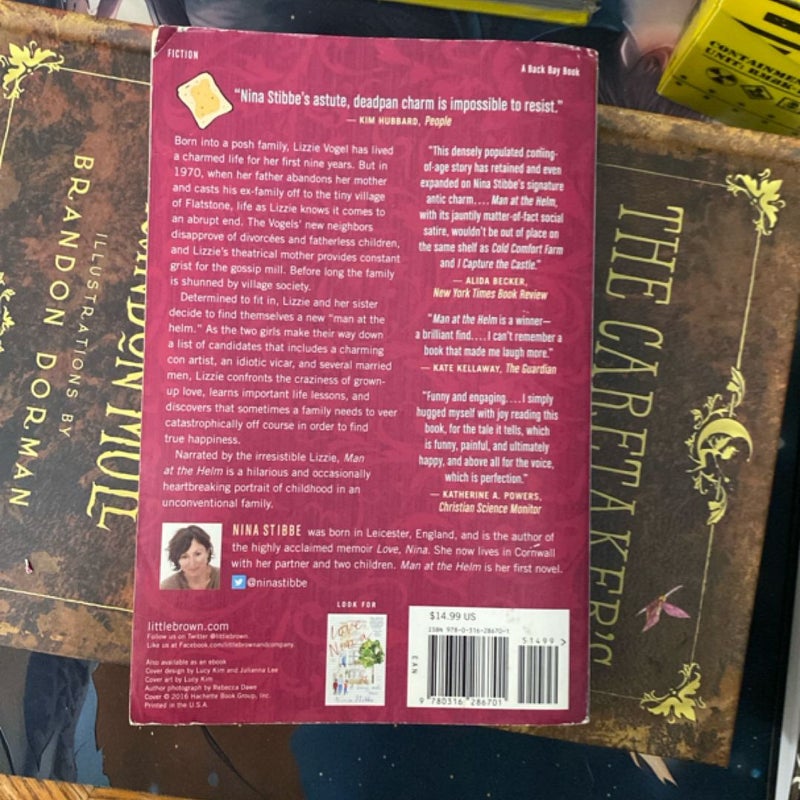 FICTION
A Back Bay Book
"Nina Stibbe's astute, deadpan charm is impossible to resist."
— KIM HUBBARD, People
Born into a posh family, Lizzie Vogel has lived
a charmed life for her first nine years. But in
1970, when her father abandons her mother
and casts his ex-family off to the tiny village
of Flatstone, life as Lizzie knows it comes to
an abrupt end. The Vogels' new neighbors
disapprove of divorcées and fatherless children,
and Lizzie's theatrical mother provides constant
grist for the gossip mill. Before long the family
is shunned by village society.
Determined to fit in, Lizzie and her sister
decide to find themselves a new "man at the
helm." As the two girls make their way down
a list of candidates that includes a charming
con artist, an idiotic vicar, and several married
men, Lizzie confronts the craziness of grown-
up love, learns important life lessons, and
discovers that sometimes a family needs to veer
catastrophically off course in order to find
true happiness.
Narrated by the irresistible Lizzie, Man
at the Helm is a hilarious and occasionally
heartbreaking portrait of childhood in an
unconventional family.
"This densely populated coming-
of-age story has retained and even
expanded on Nina Stibbe's signature
antic charm.... Man at the Helm,
with its jauntily matter-of-fact social
satire, wouldn't be out of place on
the same shelf as Cold Comfort Farm
and I Capture the Castle."
— ALIDA BECKER,
New York Times Book Review
"Man at the Helm is a winner—
a brilliant find.... I can't remember a
book that made me laugh more."
— KATE KELLAWAY, The Guardian
"Funny and engaging.... I simply
hugged myself with joy reading this
book, for the tale it tells, which
is funny, painful, and ultimately
happy, and above all for the voice,
which is perfection."
— KATHERINE A. POWERS,
Christian Science Monitor
NINA STIBBE was born in Leicester, England, and is the author of
the highly acclaimed memoir Love, Nina. She now lives in Cornwall
with her partner and two children. Man at the Helm is her first novel.
@ninastibbe
littlebrown.com
Follow us on Twitter @littlebrown.
Like us at Facebook.com/littlebrownandcompany.
Also available as an ebook
Cover design by Lucy Kim and Julianna Lee
Cover art by Lucy Kim
Author photograph by Rebecca Dawe
Cover © 2016 Hachette Book Group, Inc.
Printed in the U.S.A.
LOOK FOR
Love
Nina
Nina Stibbe
$14.99 US
ISBN 978-0-316-28670-1
51499 >
EAN
9 780316 286701
MULL
ILLUSTRATIONS BY
BRANDON DORMAN
THE CARETAKER'S
CONTAINMENT